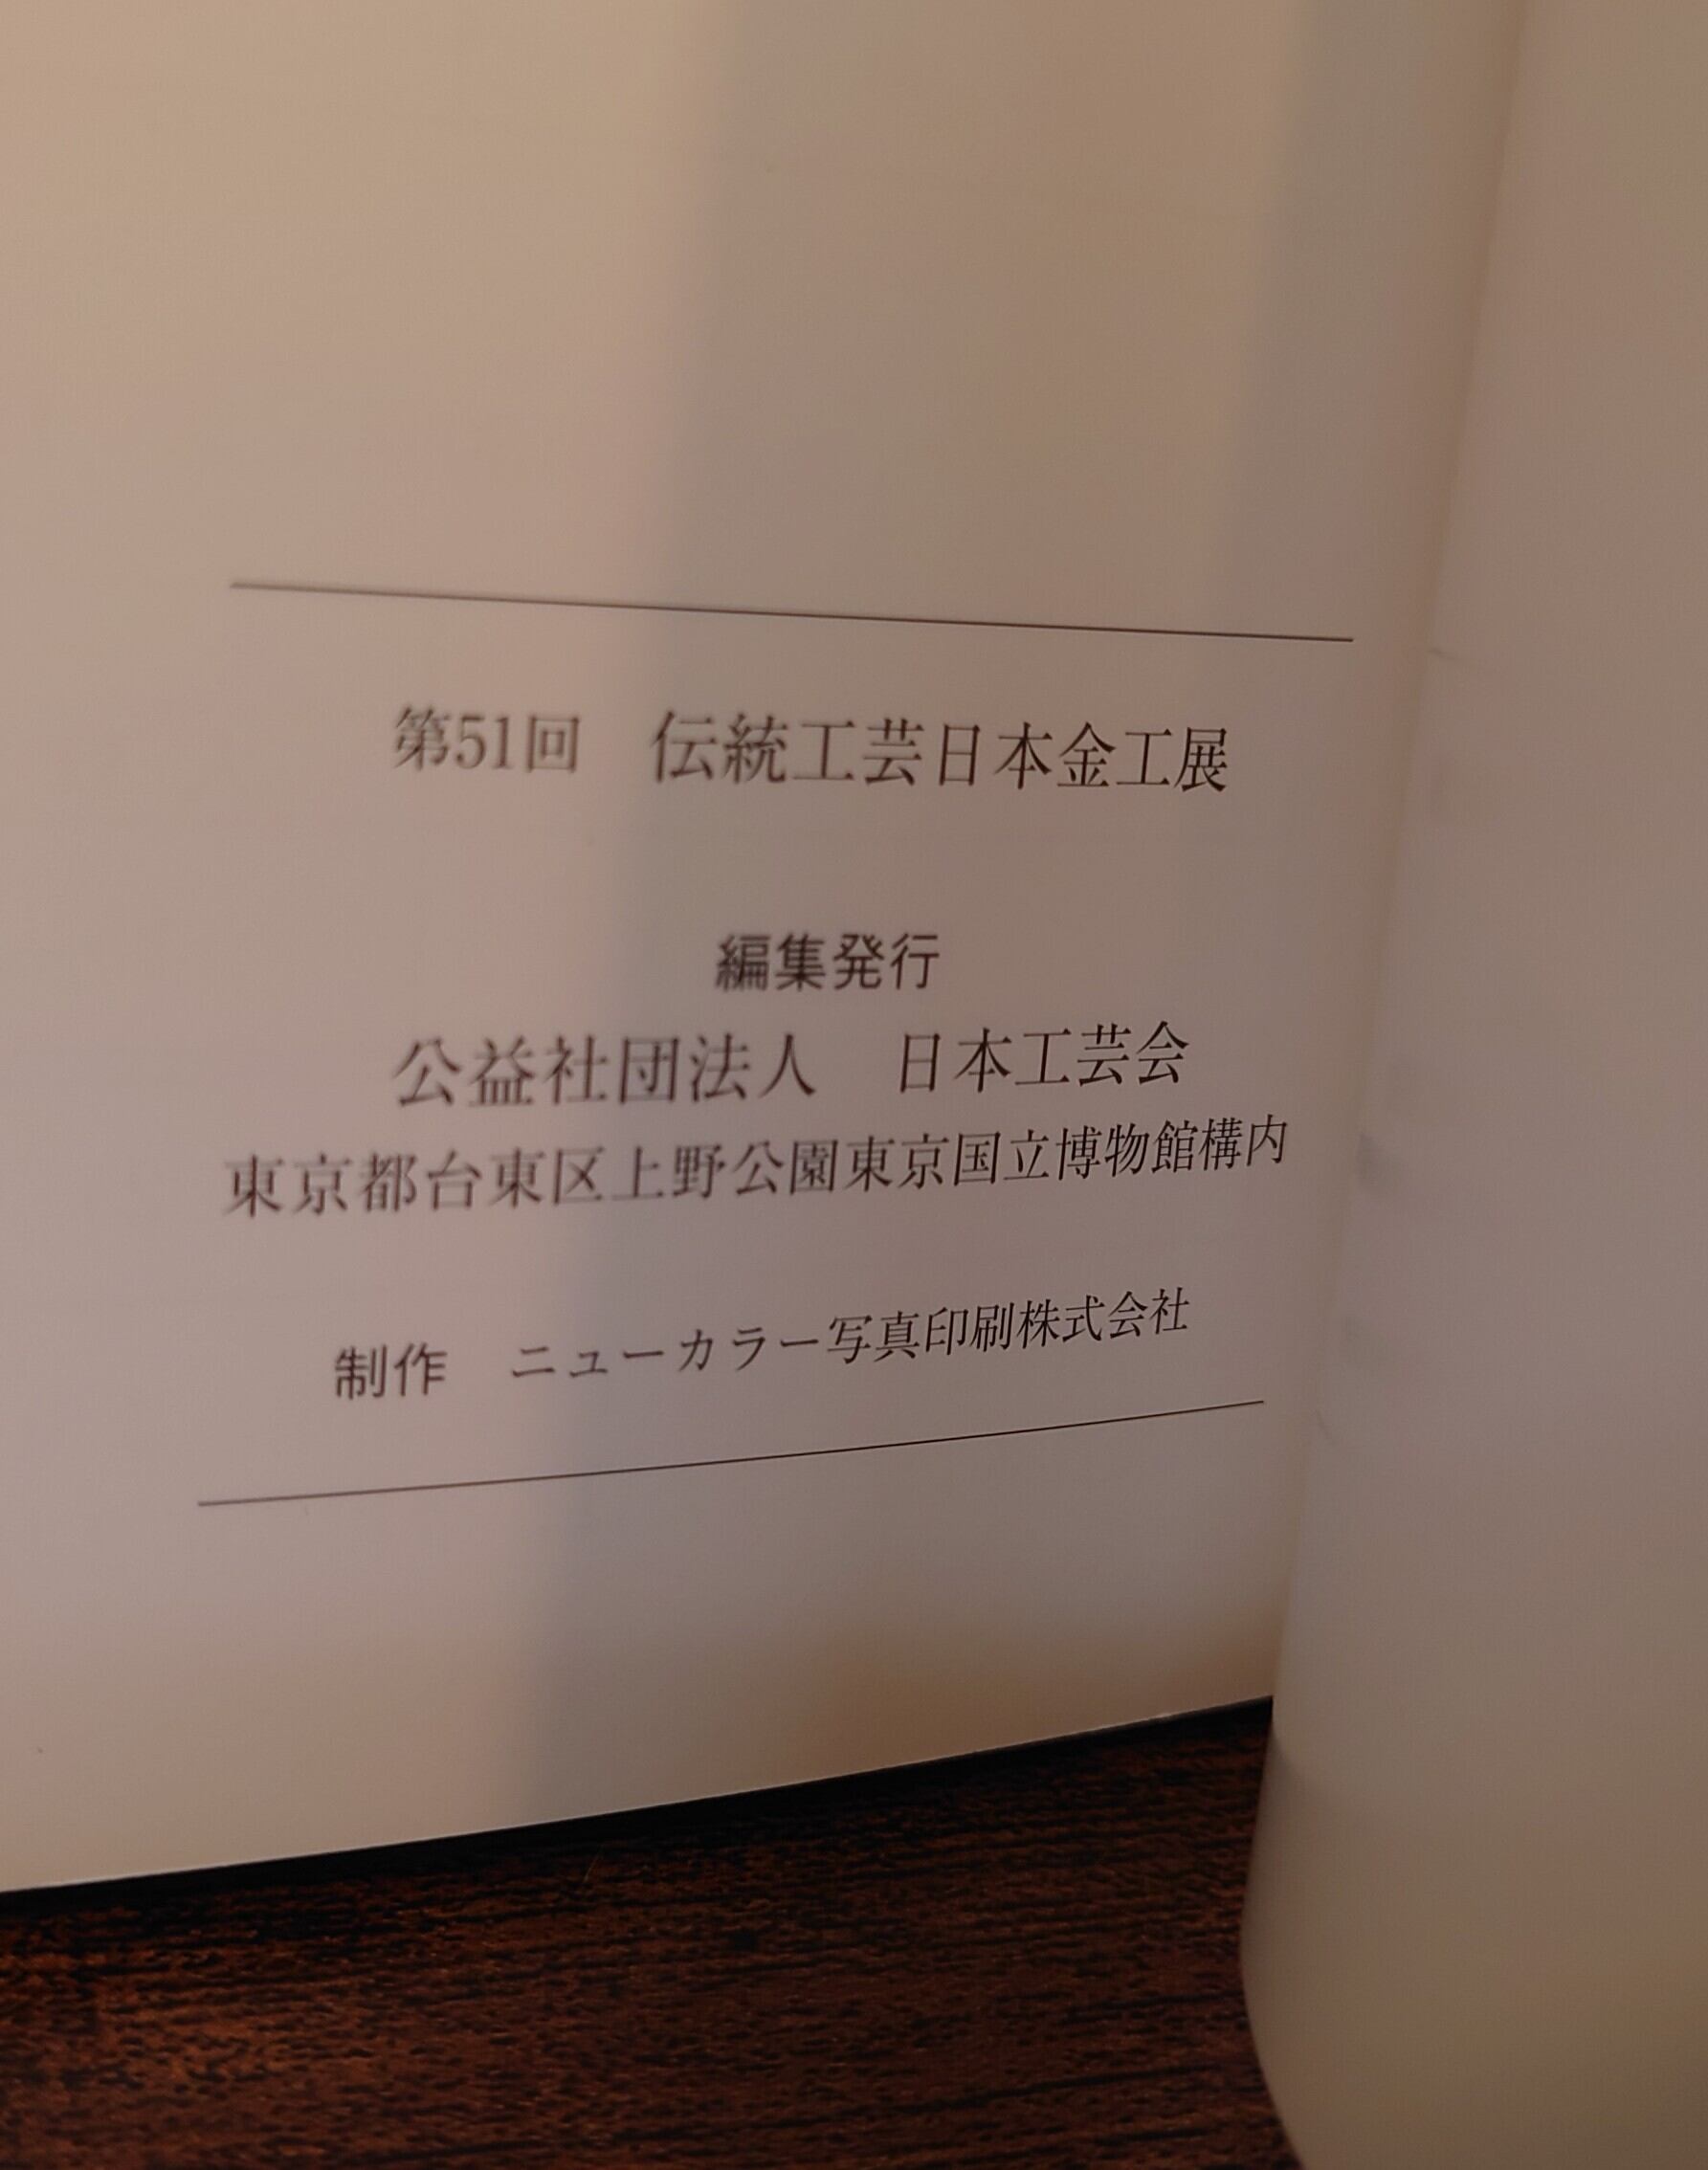 第51回　伝統工芸日本金工展
編集発行
公益社団法人　日本工芸会
東京都台東区上野公園東京国立博物館構内
制作　ニューカラー写真印刷株式会社